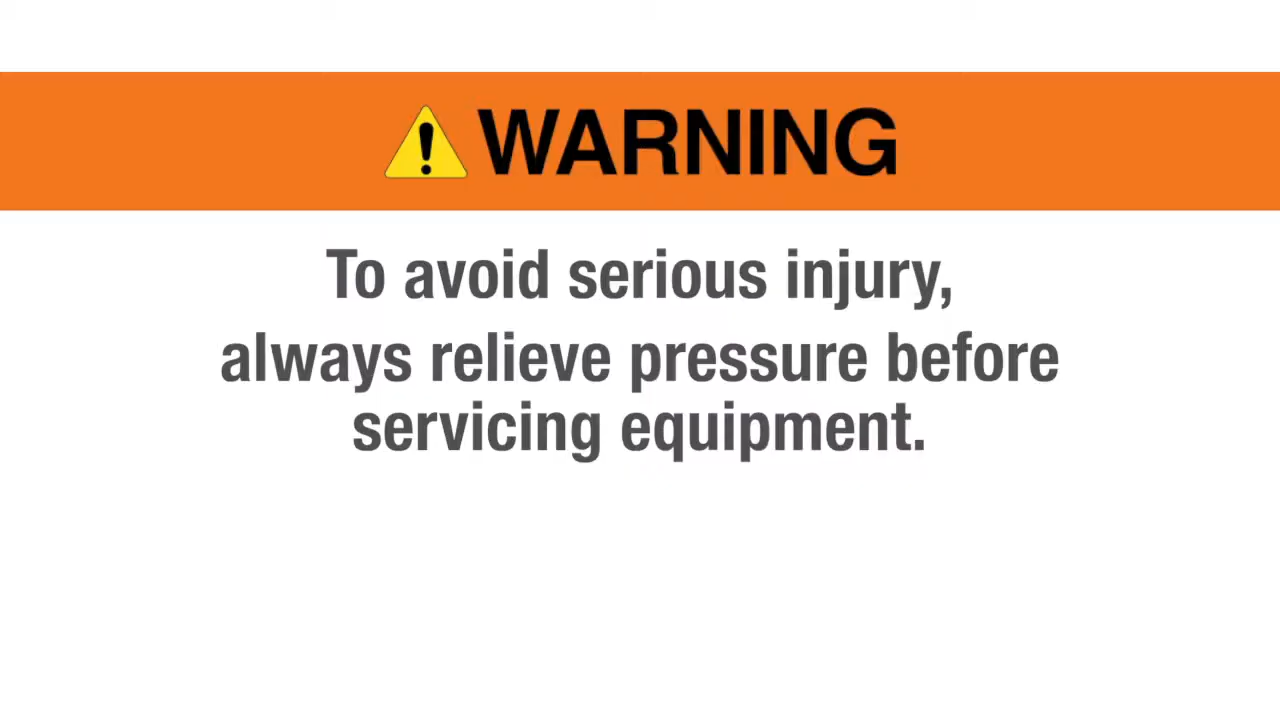 WARNING
To avoid serious injury,
always relieve pressure before
servicing equipment.